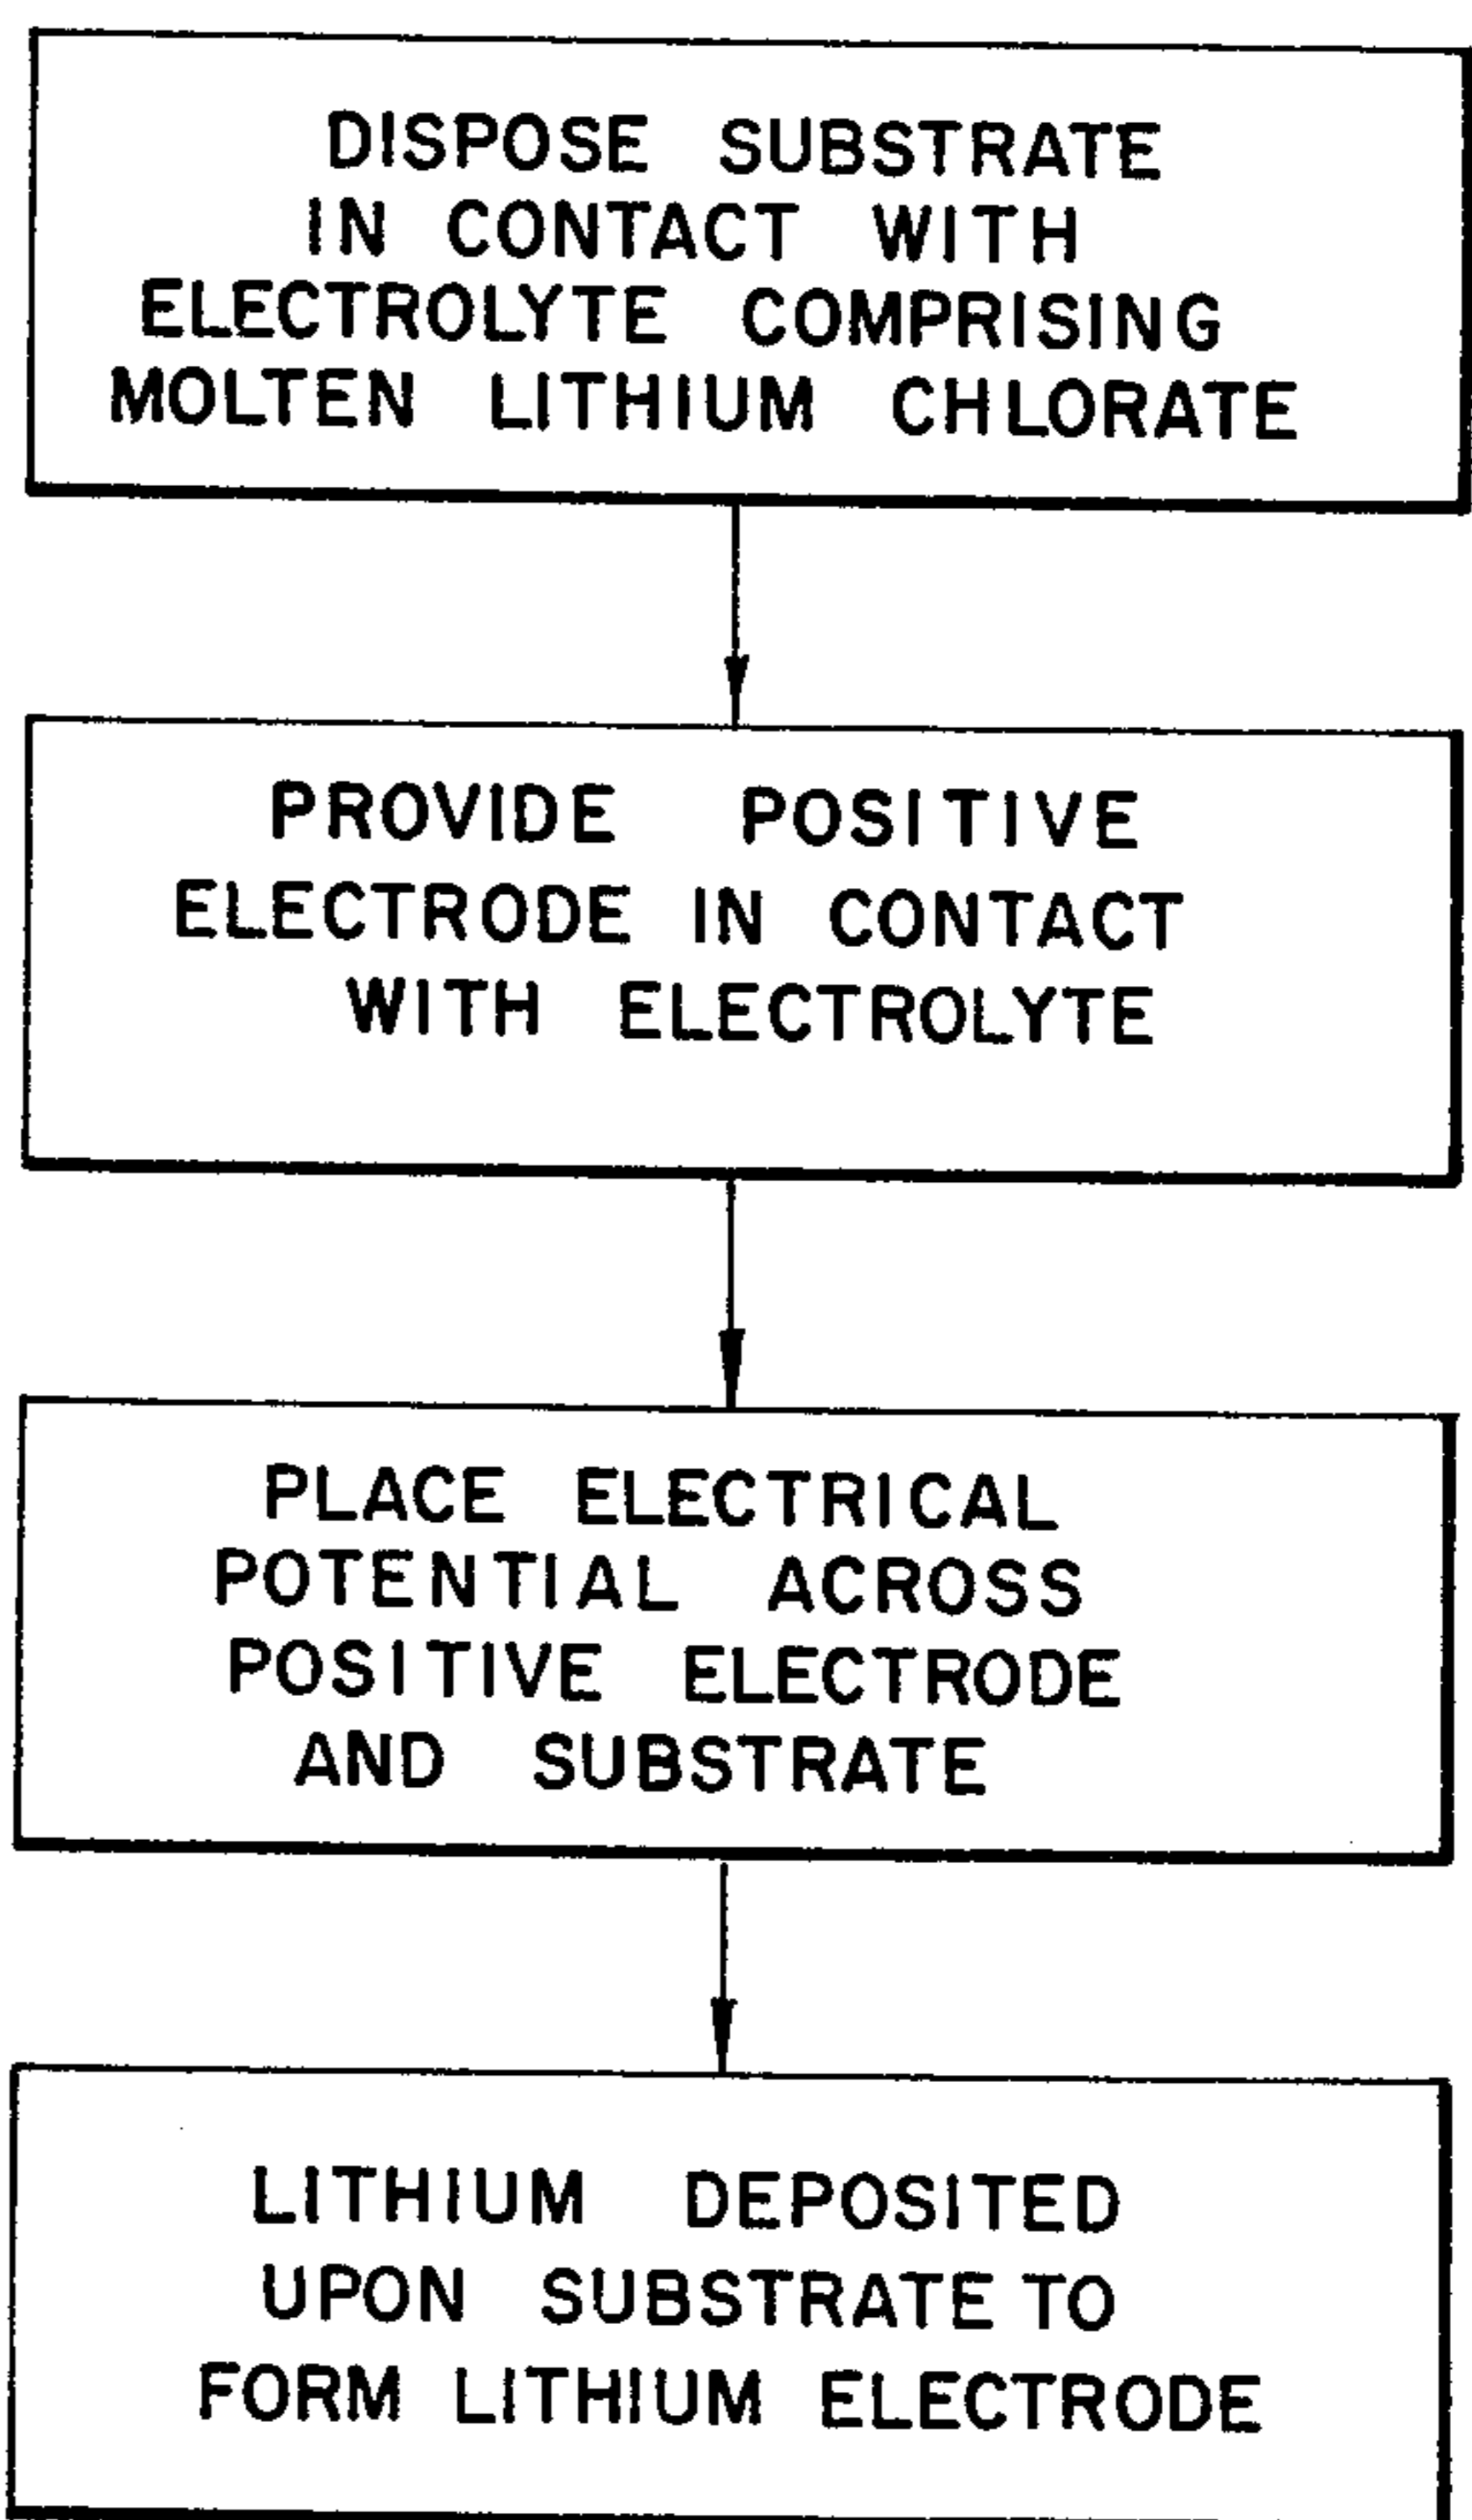 DISPOSE SUBSTRATE
IN CONTACT WITH
ELECTROLYTE COMPRISING
MOLTEN LITHIUM CHLORATE
PROVIDE POSITIVE
ELECTRODE IN CONTACT
WITH ELECTROLYTE
PLACE ELECTRICAL
POTENTIAL ACROSS
POSITIVE ELECTRODE
AND SUBSTRATE
LITHIUM DEPOSITED
UPON SUBSTRATE TO
FORM LITHIUM ELECTRODE